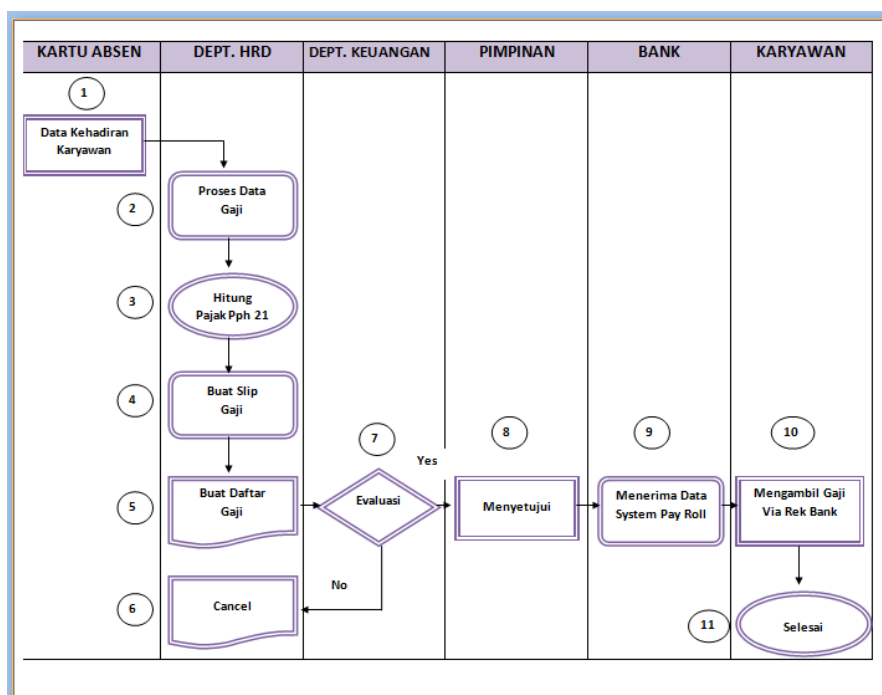 KARTU ABSEN
DEPT. HRD
DEPT. KEUANGAN
PIMPINAN
BANK
KARYAWAN
1
Data Kehadiran
Karyawan
2
Proses Data
Gaji
3
Hitung
Pajak Pph 21
4
Buat Slip
Gaji
5
Buat Daftar
Gaji
7
Evaluasi
Yes
No
6
Cancel
8
Menyetujui
9
Menerima Data
System Pay Roll
10
Mengambil Gaji
Via Rek Bank
11
Selesai